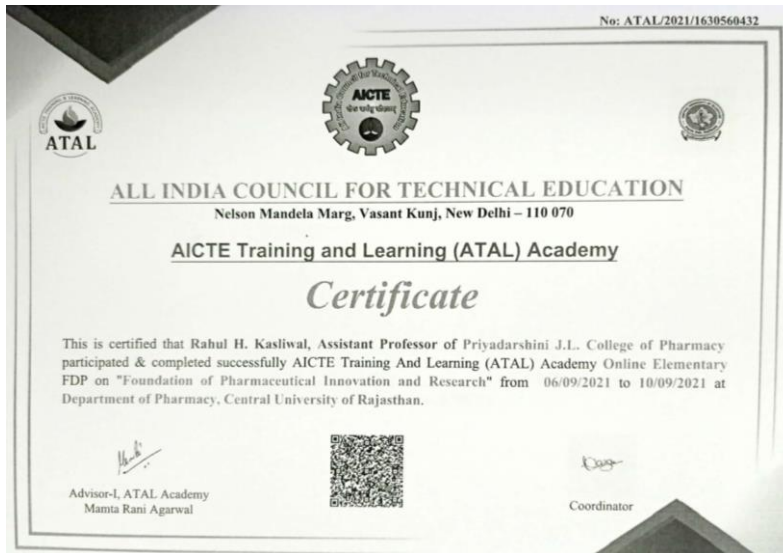 No: ATAL/2021/1630560432
AICTE
ATAL
ALL INDIA COUNCIL FOR TECHNICAL EDUCATION
Nelson Mandela Marg, Vasant Kunj, New Delhi – 110 070
AICTE Training and Learning (ATAL) Academy
Certificate
This is certified that Rahul H. Kasliwal, Assistant Professor of Priyadarshini J.L. College of Pharmacy
participated & completed successfully AICTE Training And Learning (ATAL) Academy Online Elementary
FDP on "Foundation of Pharmaceutical Innovation and Research" from 06/09/2021 to 10/09/2021 at
Department of Pharmacy, Central University of Rajasthan.
Advisor-I, ATAL Academy
Mamta Rani Agarwal
Coordinator